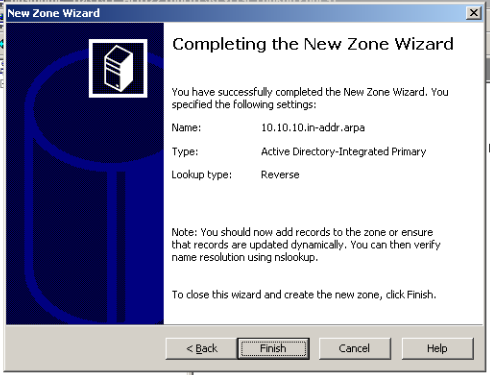 New Zone Wizard
Completing the New Zone Wizard
You have successfully completed the New Zone Wizard. You
specified the following settings:
Name: 10.10.10.in-addr.arpa
Type: Active Directory-Integrated Primary
Lookup type: Reverse
Note: You should now add records to the zone or ensure
that records are updated dynamically. You can then verify
name resolution using nslookup.
To close this wizard and create the new zone, click Finish.
< Back Finish Cancel Help